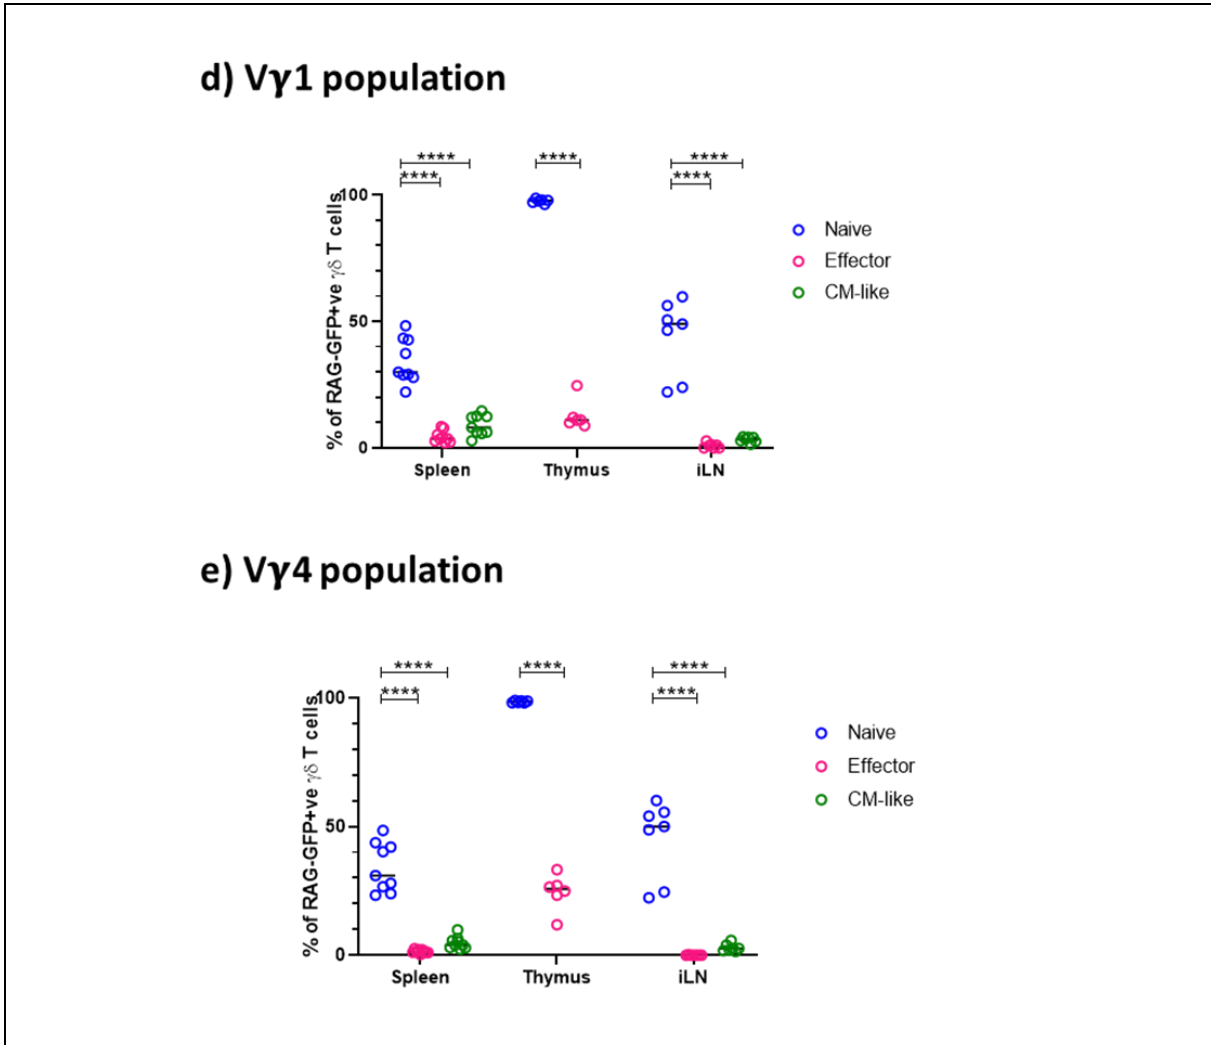 d) Vγ1 population
**** **** ****
**** ****
% of RAG-GFP+ve γδ T cells
100
50
0
Spleen Thymus iLN
Naive
Effector
CM-like
e) Vγ4 population
**** **** ****
**** ****
% of RAG-GFP+ve γδ T cells
100
50
0
Spleen Thymus iLN
Naive
Effector
CM-like